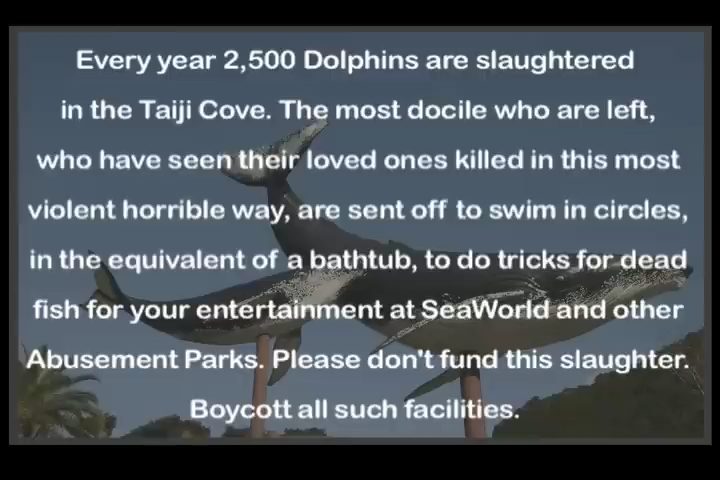 Every year 2,500 Dolphins are slaughtered
in the Taiji Cove. The most docile who are left,
who have seen their loved ones killed in this most
violent horrible way, are sent off to swim in circles,
in the equivalent of a bathtub, to do tricks for dead
fish for your entertainment at SeaWorld and other
Abusement Parks. Please don't fund this slaughter.
Boycott all such facilities.